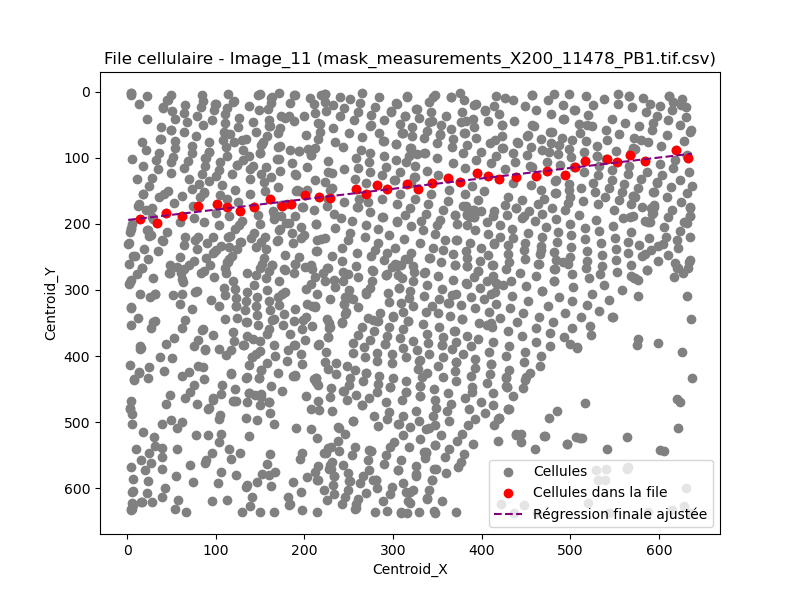 File cellulaire - Image_11 (mask_measurements_X200_11478_PB1.tif.csv)
0
100
200
300
400
500
600
Centroid_Y
0 100 200 300 400 500 600
Centroid_X
Cellules
Cellules dans la file
Régression finale ajustée